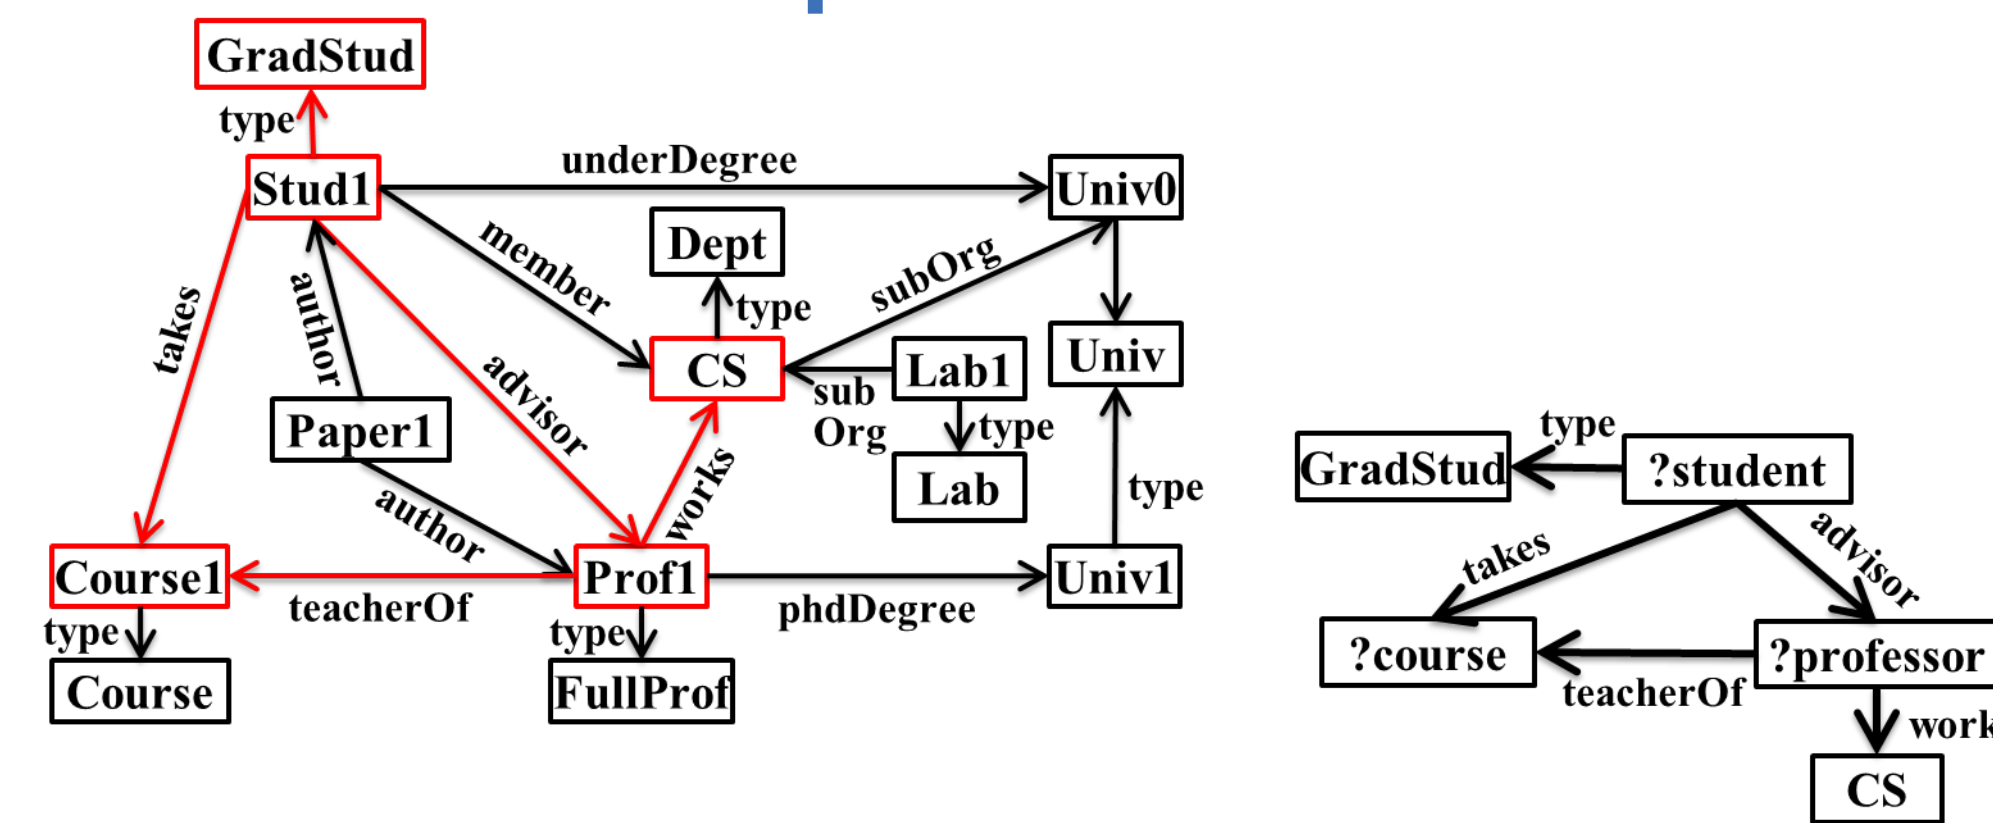 GradStud
type
Stud1
underDegree
Univ0
Dept
member
subOrg
type
takes
author
advisor
CS
sub
Org
Lab1
Univ
type
Paper1
Lab
works
type
author
Course1
teacherOf
Prof1
phdDegree
Univ1
type
type
Course
FullProf
type
GradStud
?student
takes
advisor
?course
teacherOf
?professor
work
CS